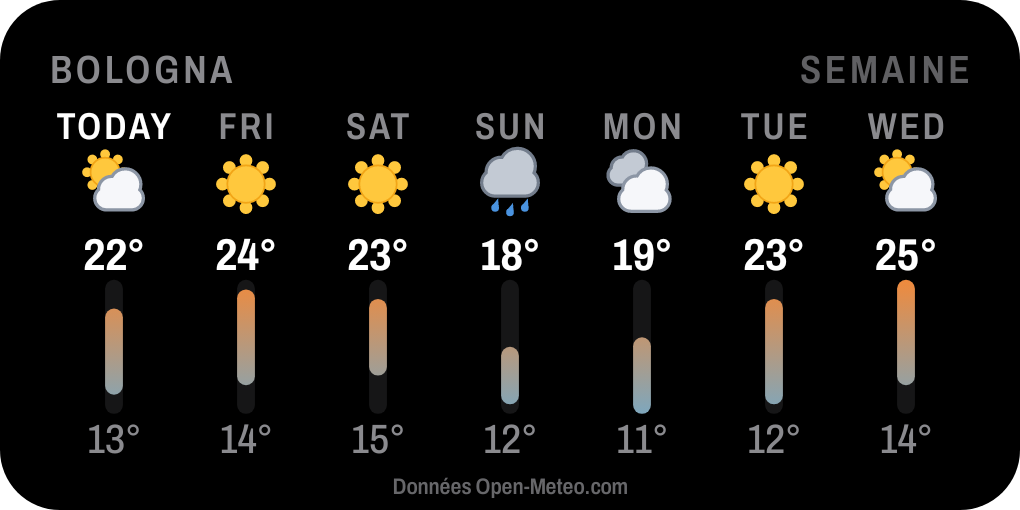 BOLOGNA SEMAINE
TODAY FRI SAT SUN MON TUE WED
22° 24° 23° 18° 19° 23° 25°
13° 14° 15° 12° 11° 12° 14°
Données Open-Meteo.com